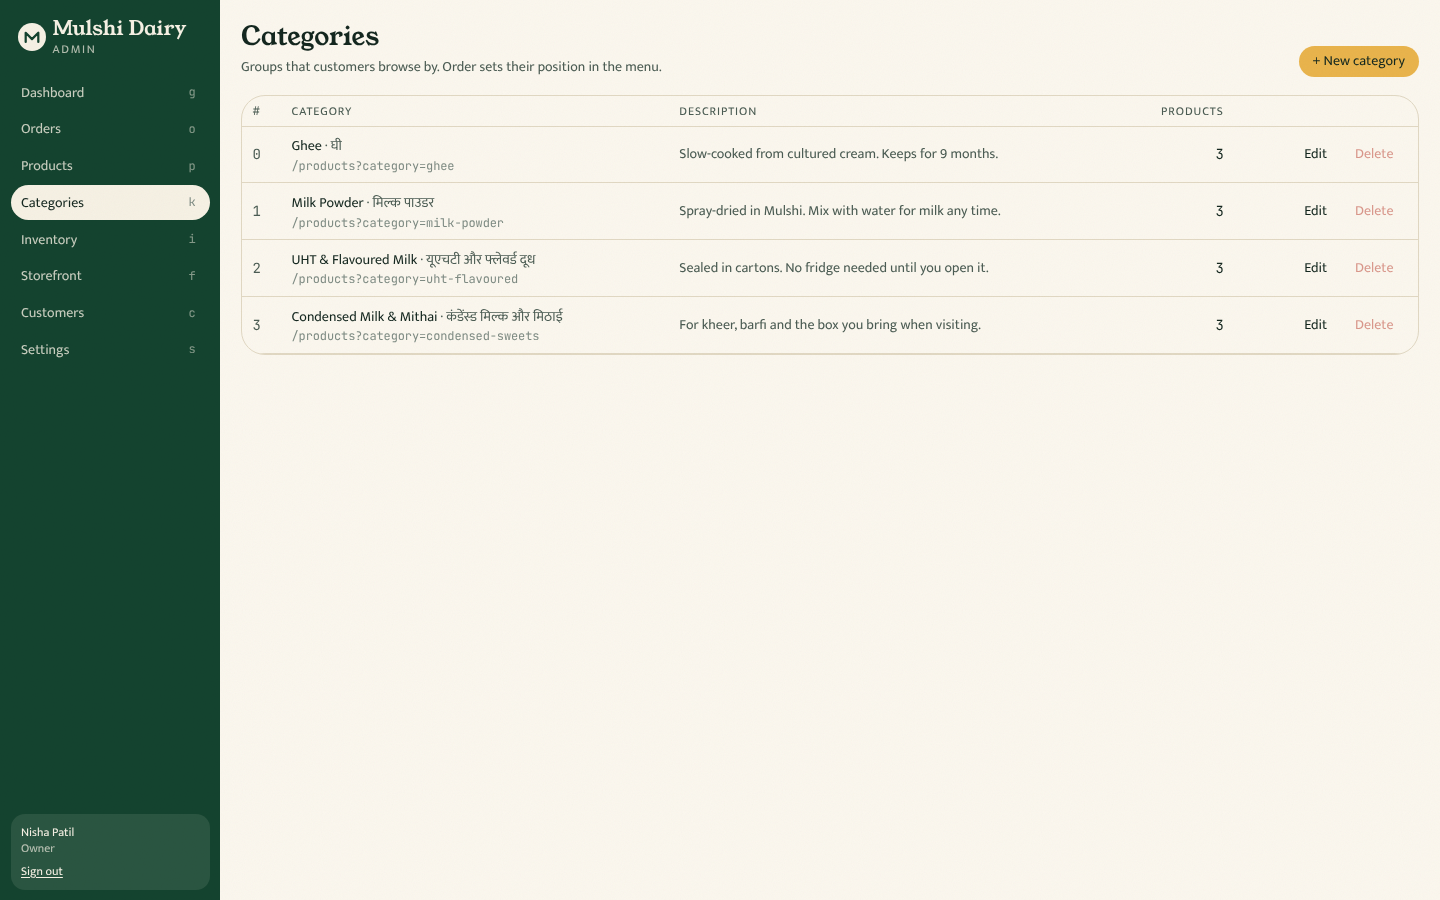 Mulshi Dairy
ADMIN
Dashboard g
Orders o
Products p
Categories k
Inventory i
Storefront f
Customers c
Settings s
Nisha Patil
Owner
Sign out
Categories
Groups that customers browse by. Order sets their position in the menu.
+ New category
# CATEGORY DESCRIPTION PRODUCTS
0 Ghee · घी Slow-cooked from cultured cream. Keeps for 9 months. 3 Edit Delete
/products?category=ghee
1 Milk Powder · मिल्क पाउडर Spray-dried in Mulshi. Mix with water for milk any time. 3 Edit Delete
/products?category=milk-powder
2 UHT & Flavoured Milk · यूएचटी और फ्लेवर्ड दूध Sealed in cartons. No fridge needed until you open it. 3 Edit Delete
/products?category=uht-flavoured
3 Condensed Milk & Mithai · कंडेंस्ड मिल्क और मिठाई For kheer, barfi and the box you bring when visiting. 3 Edit Delete
/products?category=condensed-sweets